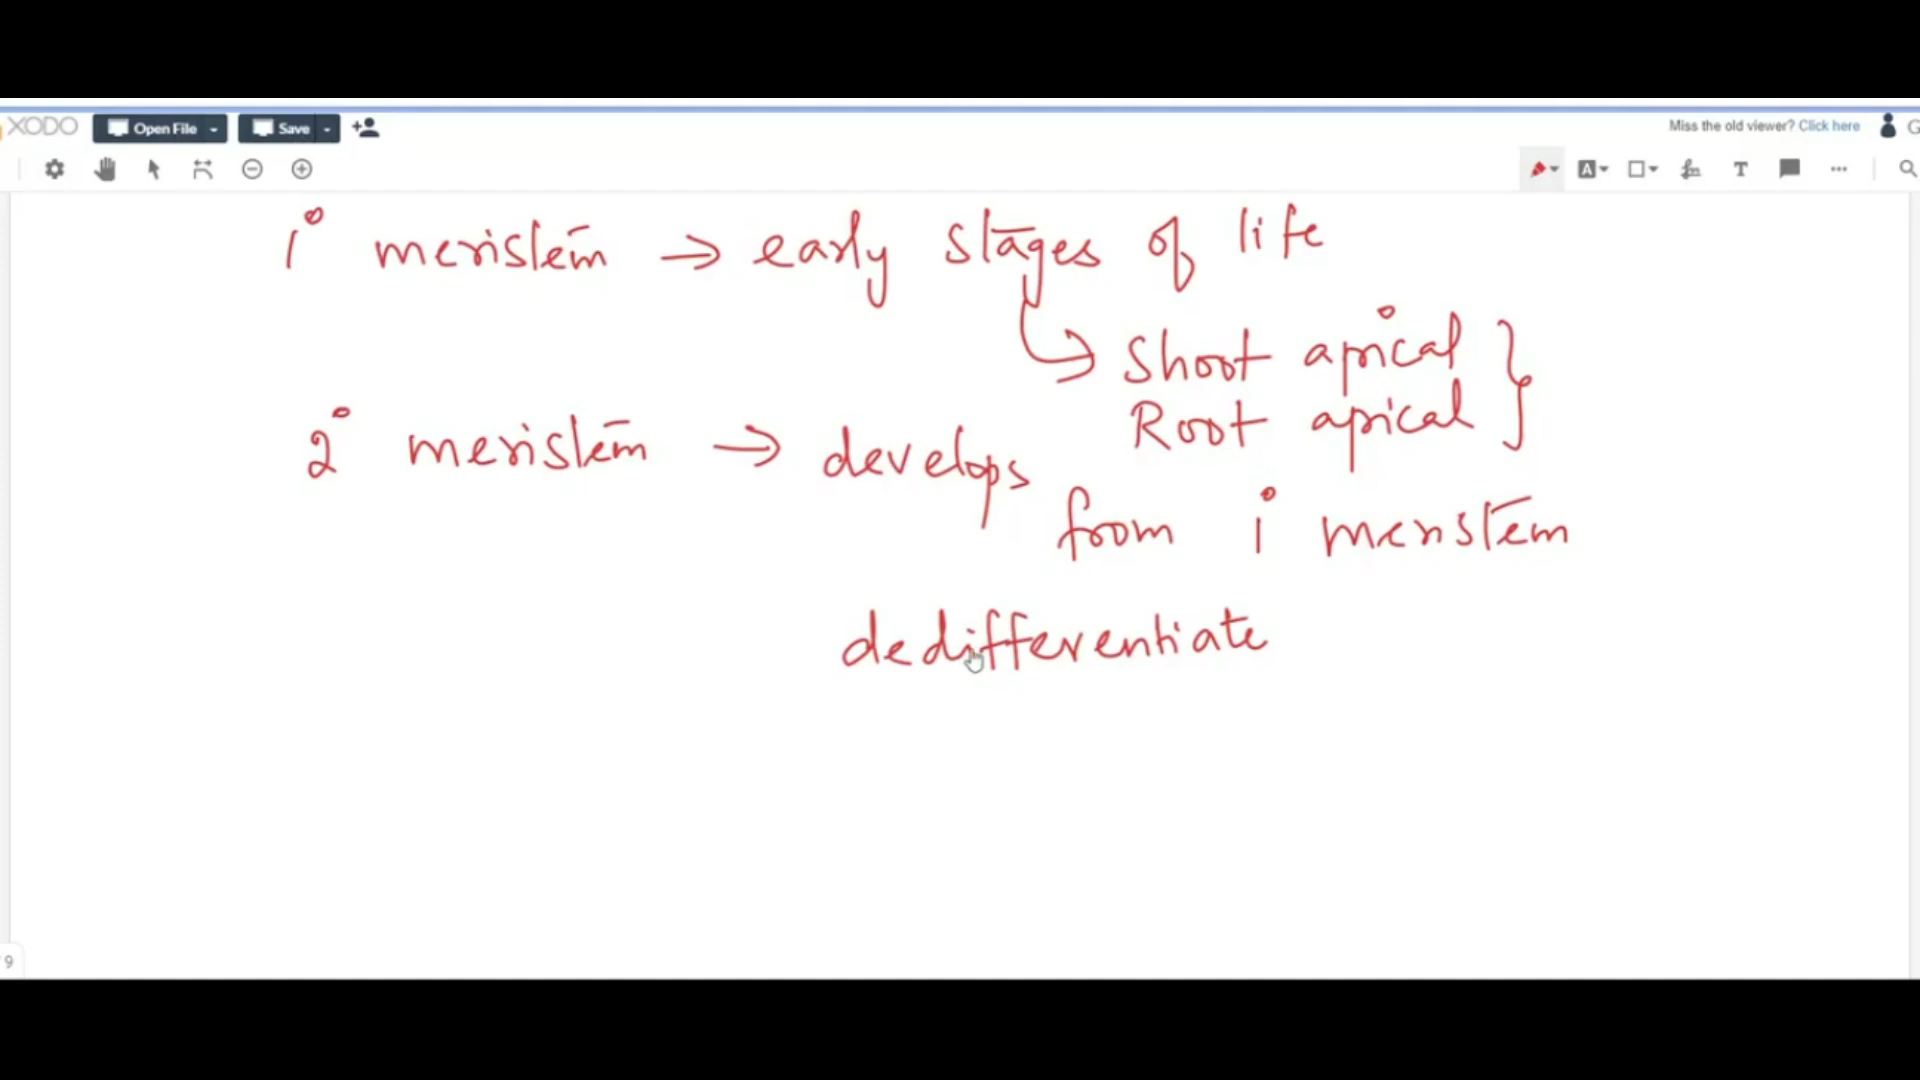 XODO Open File Save Miss the old viewer? Click here G
A T
1° meristem → early stages of life
Shoot apical
Root apical
2° meristem → develops
from 1° meristem
dedifferentiate
9